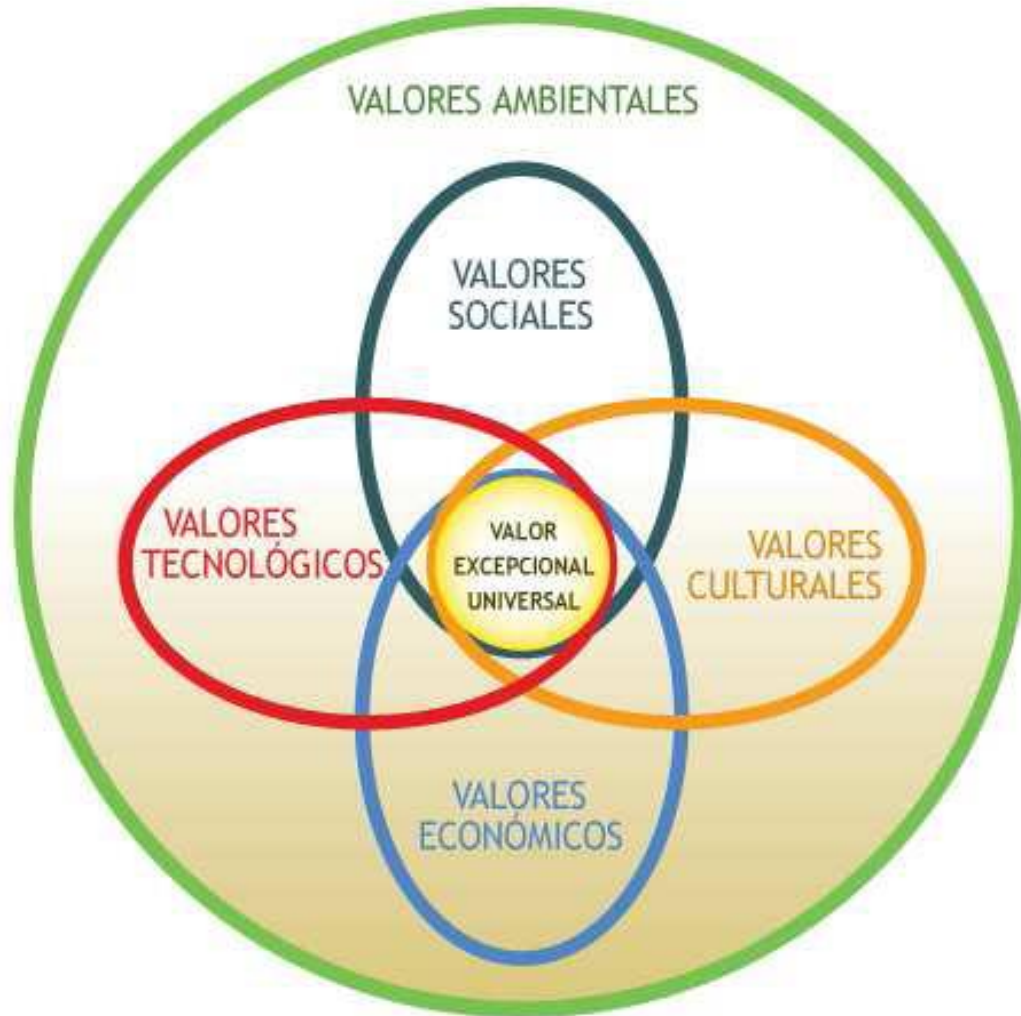 VALORES AMBIENTALES
VALORES
SOCIALES
VALORES
TECNOLÓGICOS
VALOR
EXCEPCIONAL
UNIVERSAL
VALORES
CULTURALES
VALORES
ECONÓMICOS